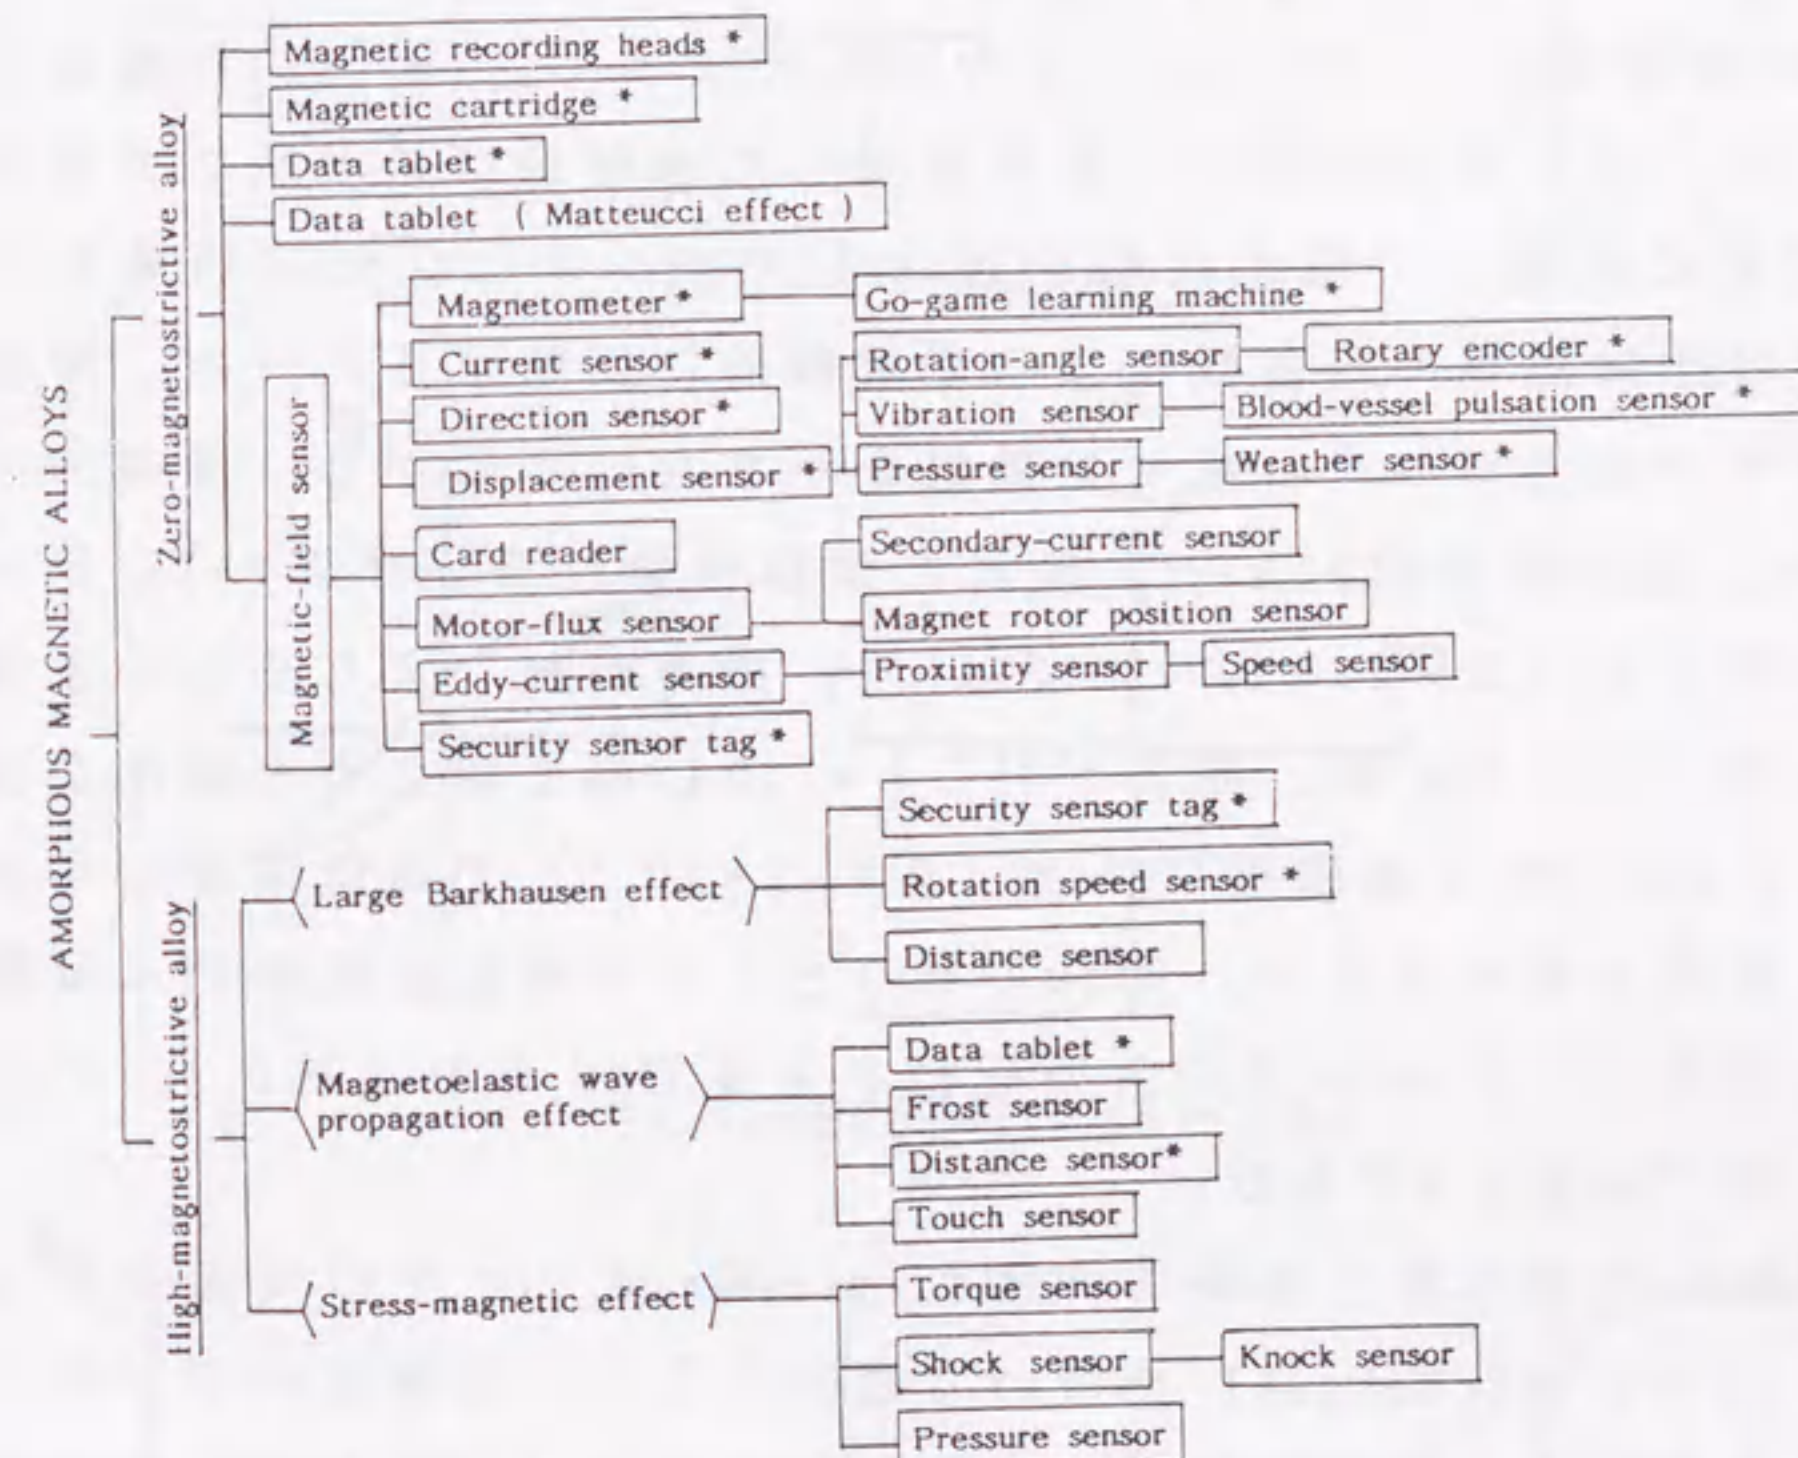 AMORPHOUS MAGNETIC ALLOYS
Zero-magnetostrictive alloy
Magnetic recording heads *
Magnetic cartridge *
Data tablet *
Data tablet ( Matteucci effect )
Magnetic-field sensor
Magnetometer *
Go-game learning machine *
Current sensor *
Rotation-angle sensor
Rotary encoder *
Direction sensor *
Vibration sensor
Blood-vessel pulsation sensor *
Displacement sensor *
Pressure sensor
Weather sensor *
Card reader
Secondary-current sensor
Motor-flux sensor
Magnet rotor position sensor
Eddy-current sensor
Proximity sensor
Speed sensor
Security sensor tag *
High-magnetostrictive alloy
Large Barkhausen effect
Security sensor tag *
Rotation speed sensor *
Distance sensor
Magnetoelastic wave
propagation effect
Data tablet *
Frost sensor
Distance sensor*
Touch sensor
Stress-magnetic effect
Torque sensor
Shock sensor
Knock sensor
Pressure sensor